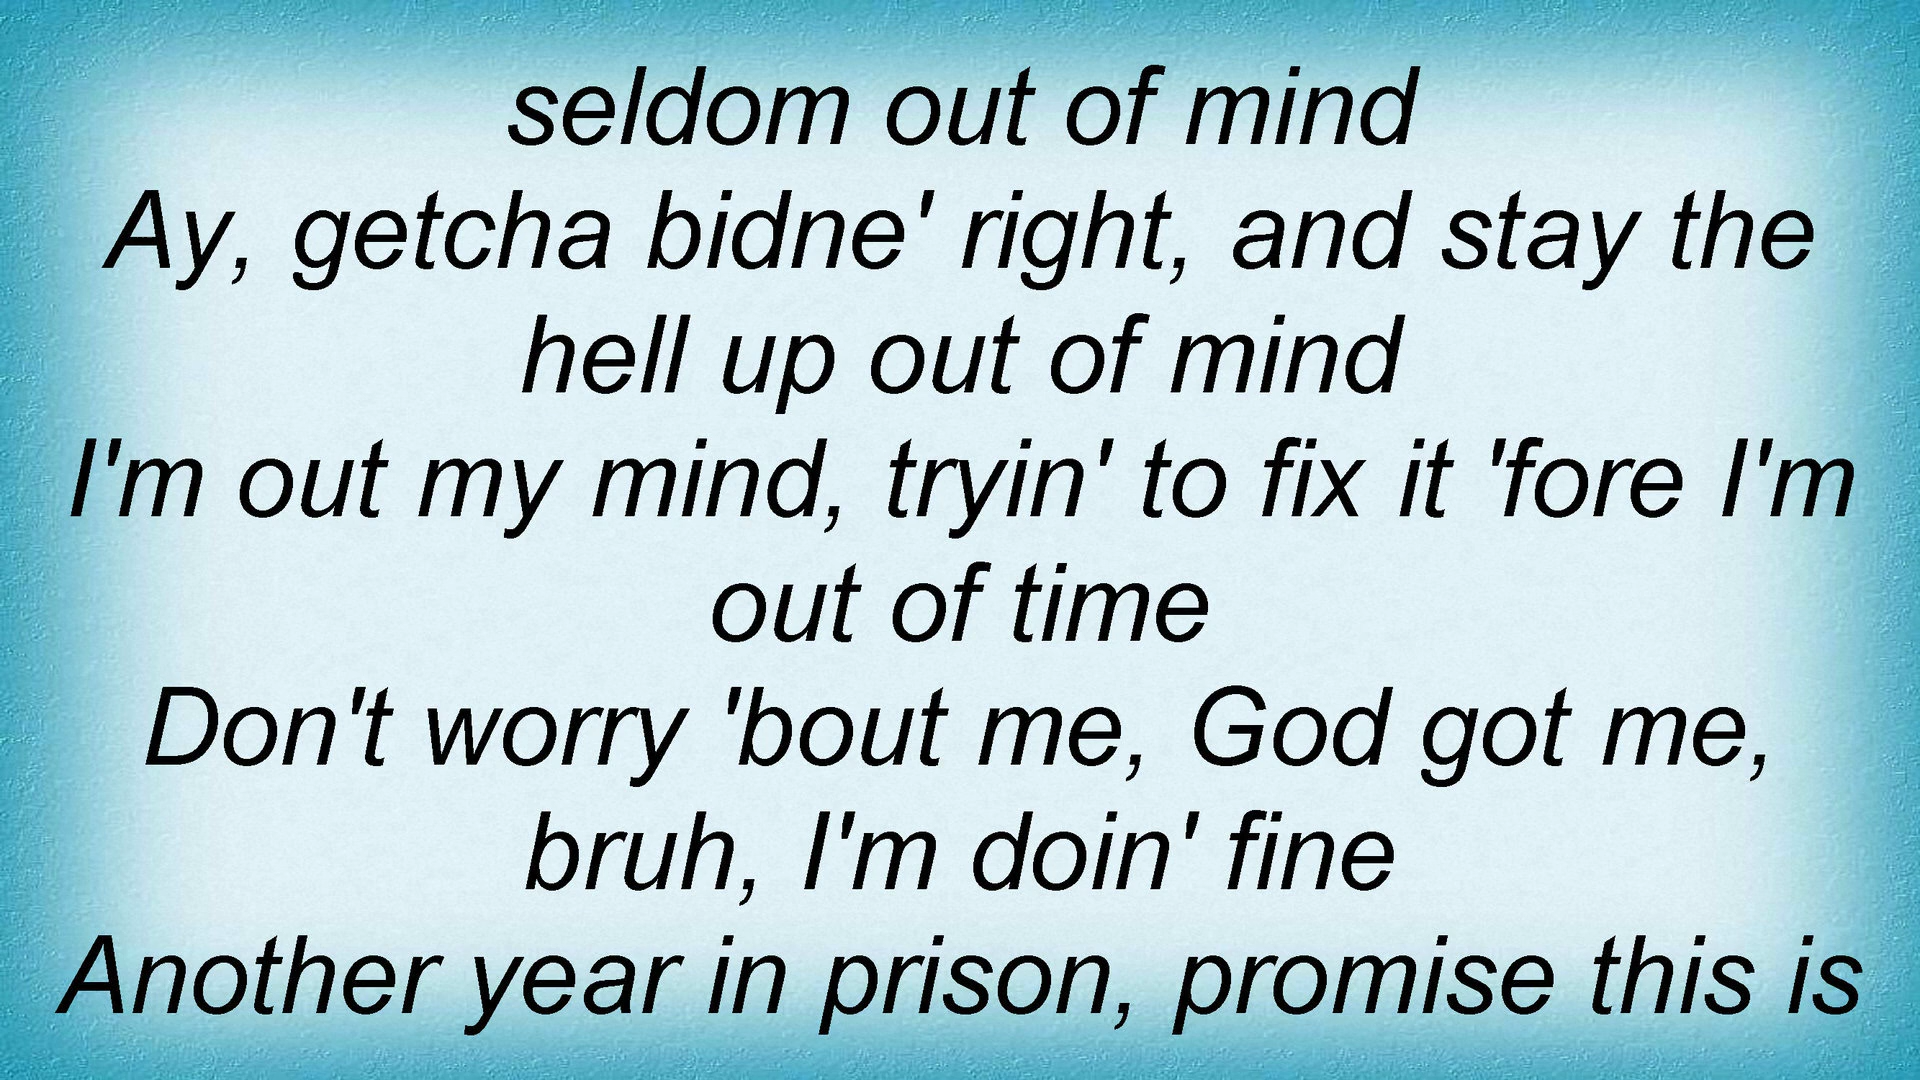 seldom out of mind
Ay, getcha bidne' right, and stay the
hell up out of mind
I'm out my mind, tryin' to fix it 'fore I'm
out of time
Don't worry 'bout me, God got me,
bruh, I'm doin' fine
Another year in prison, promise this is